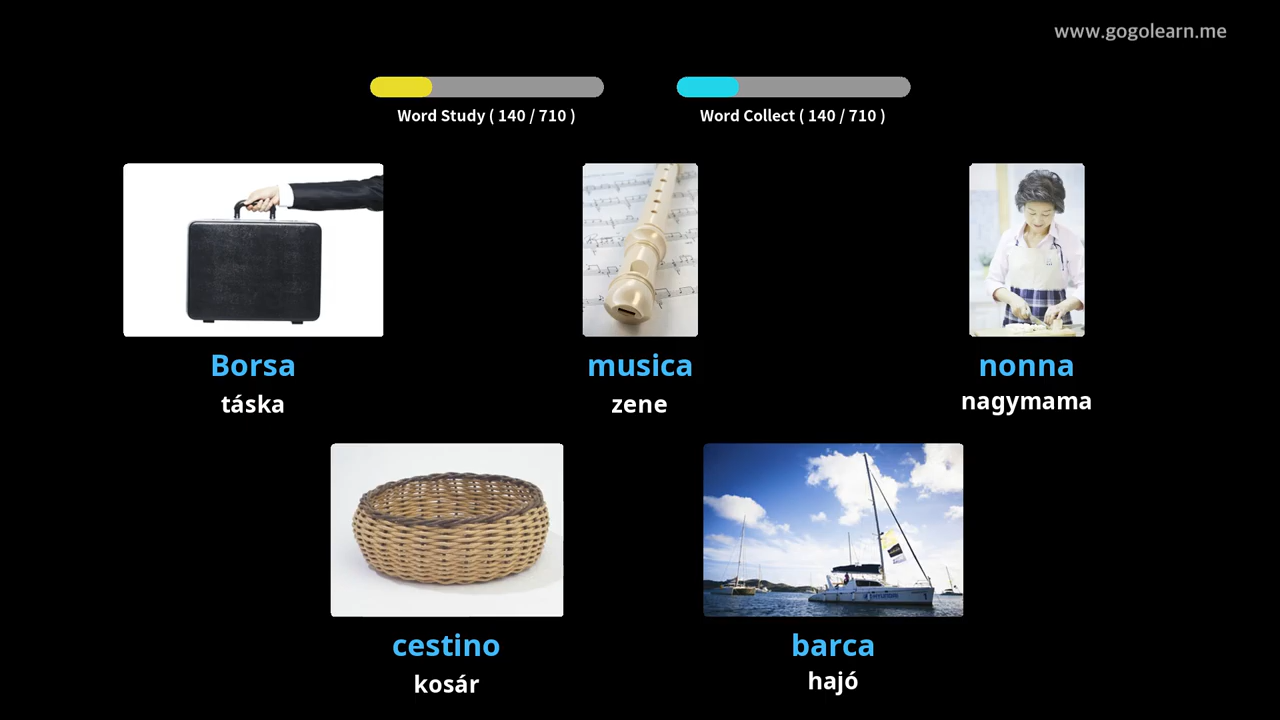 www.gogolearn.me
Word Study ( 140 / 710 )
Word Collect ( 140 / 710 )
Borsa
táska
musica
zene
nonna
nagymama
cestino
kosár
barca
hajó